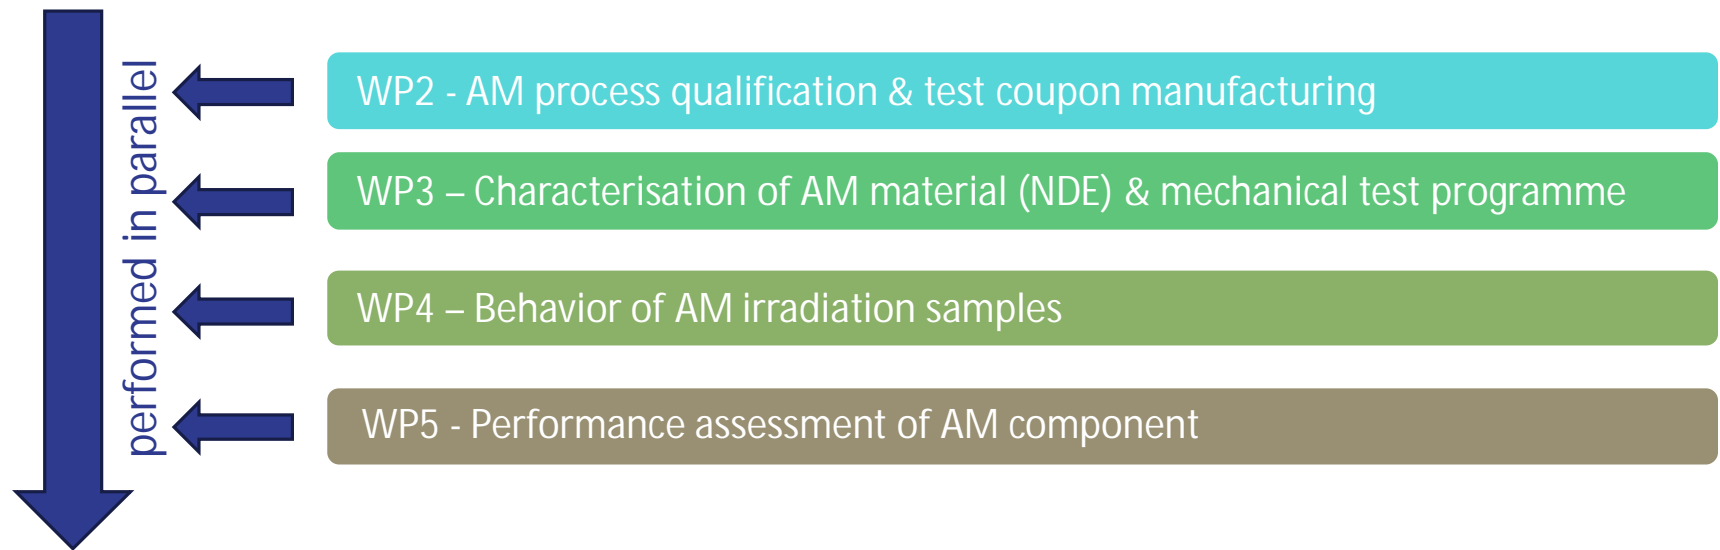 performed in parallel
WP2 - AM process qualification & test coupon manufacturing
WP3 – Characterisation of AM material (NDE) & mechanical test programme
WP4 – Behavior of AM irradiation samples
WP5 - Performance assessment of AM component